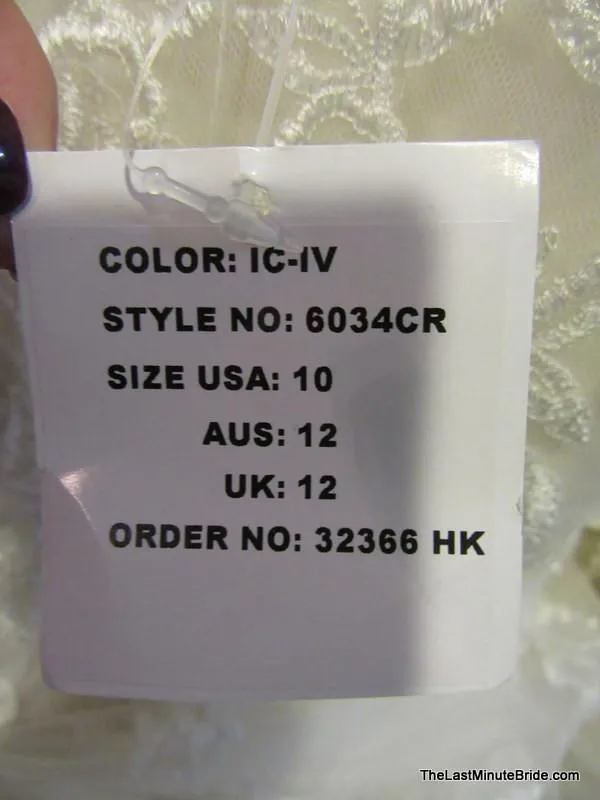 COLOR: IC-IV
STYLE NO: 6034CR
SIZE USA: 10
AUS: 12
UK: 12
ORDER NO: 32366 HK
TheLastMinuteBride.com